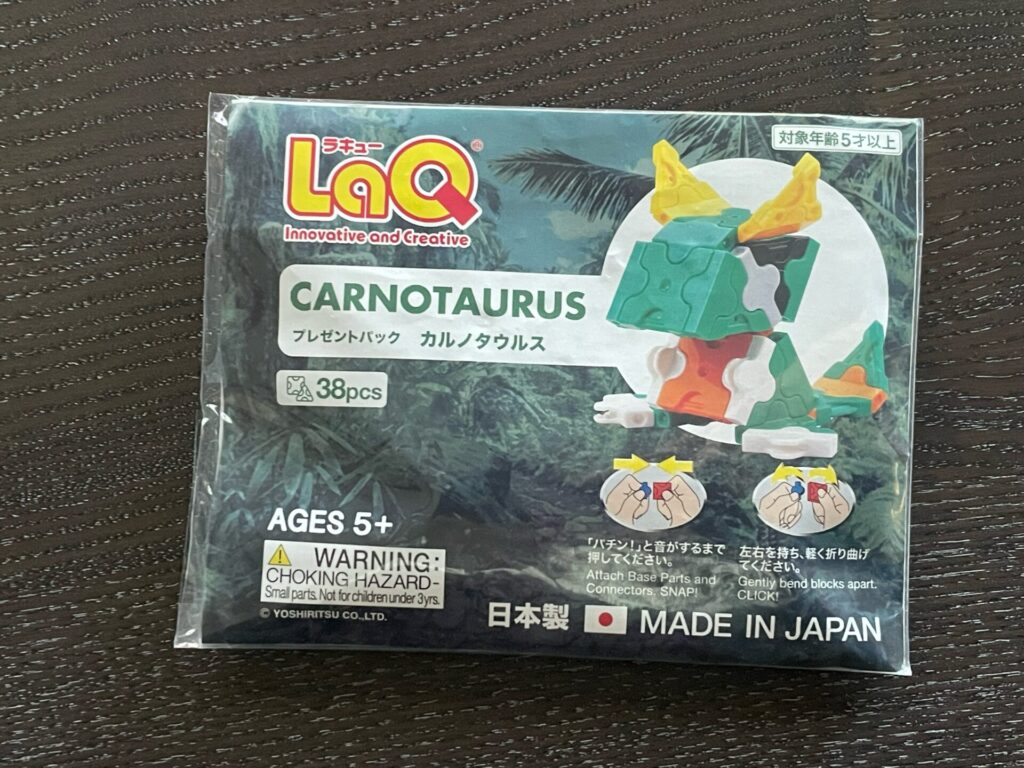 対象年齢5才以上
ラキュー
LaQ
Innovative and Creative
CARNOTAURUS
プレゼントパック カルノタウルス
38pcs
AGES 5+
WARNING:
CHOKING HAZARD-
Small parts. Not for children under 3yrs.
© YOSHIRITSU CO.,LTD.
「パチン!」と音がするまで
押してください。
Attach Base Parts and
Connectors. SNAP!
左右を持ち、軽く折り曲げ
てください。
Gently bend blocks apart.
CLICK!
日本製 MADE IN JAPAN